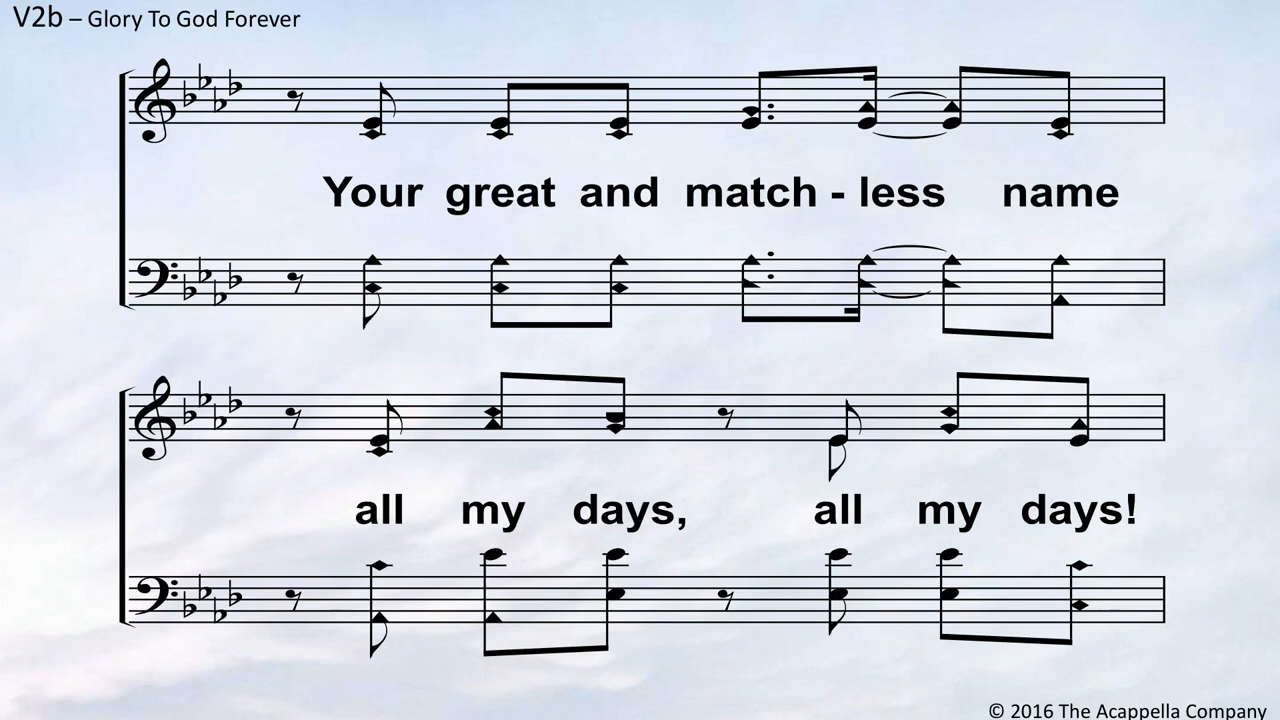 V2b – Glory To God Forever
Your great and match - less name
all my days, all my days!
© 2016 The Acappella Company